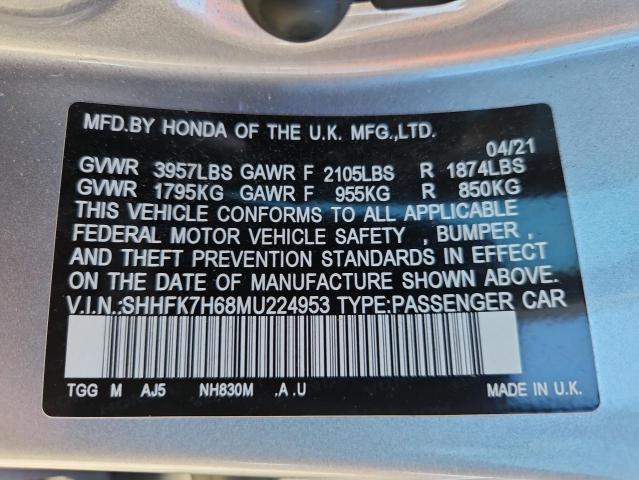 MFD.BY HONDA OF THE U.K. MFG.,LTD.
04/21
GVWR 3957LBS GAWR F 2105LBS R 1874LBS
GVWR 1795KG GAWR F 955KG R 850KG
THIS VEHICLE CONFORMS TO ALL APPLICABLE
FEDERAL MOTOR VEHICLE SAFETY , BUMPER ,
AND THEFT PREVENTION STANDARDS IN EFFECT
ON THE DATE OF MANUFACTURE SHOWN ABOVE.
V.I.N.:SHHFK7H68MU224953 TYPE:PASSENGER CAR
TGG M AJ5 NH830M .A .U MADE IN U.K.